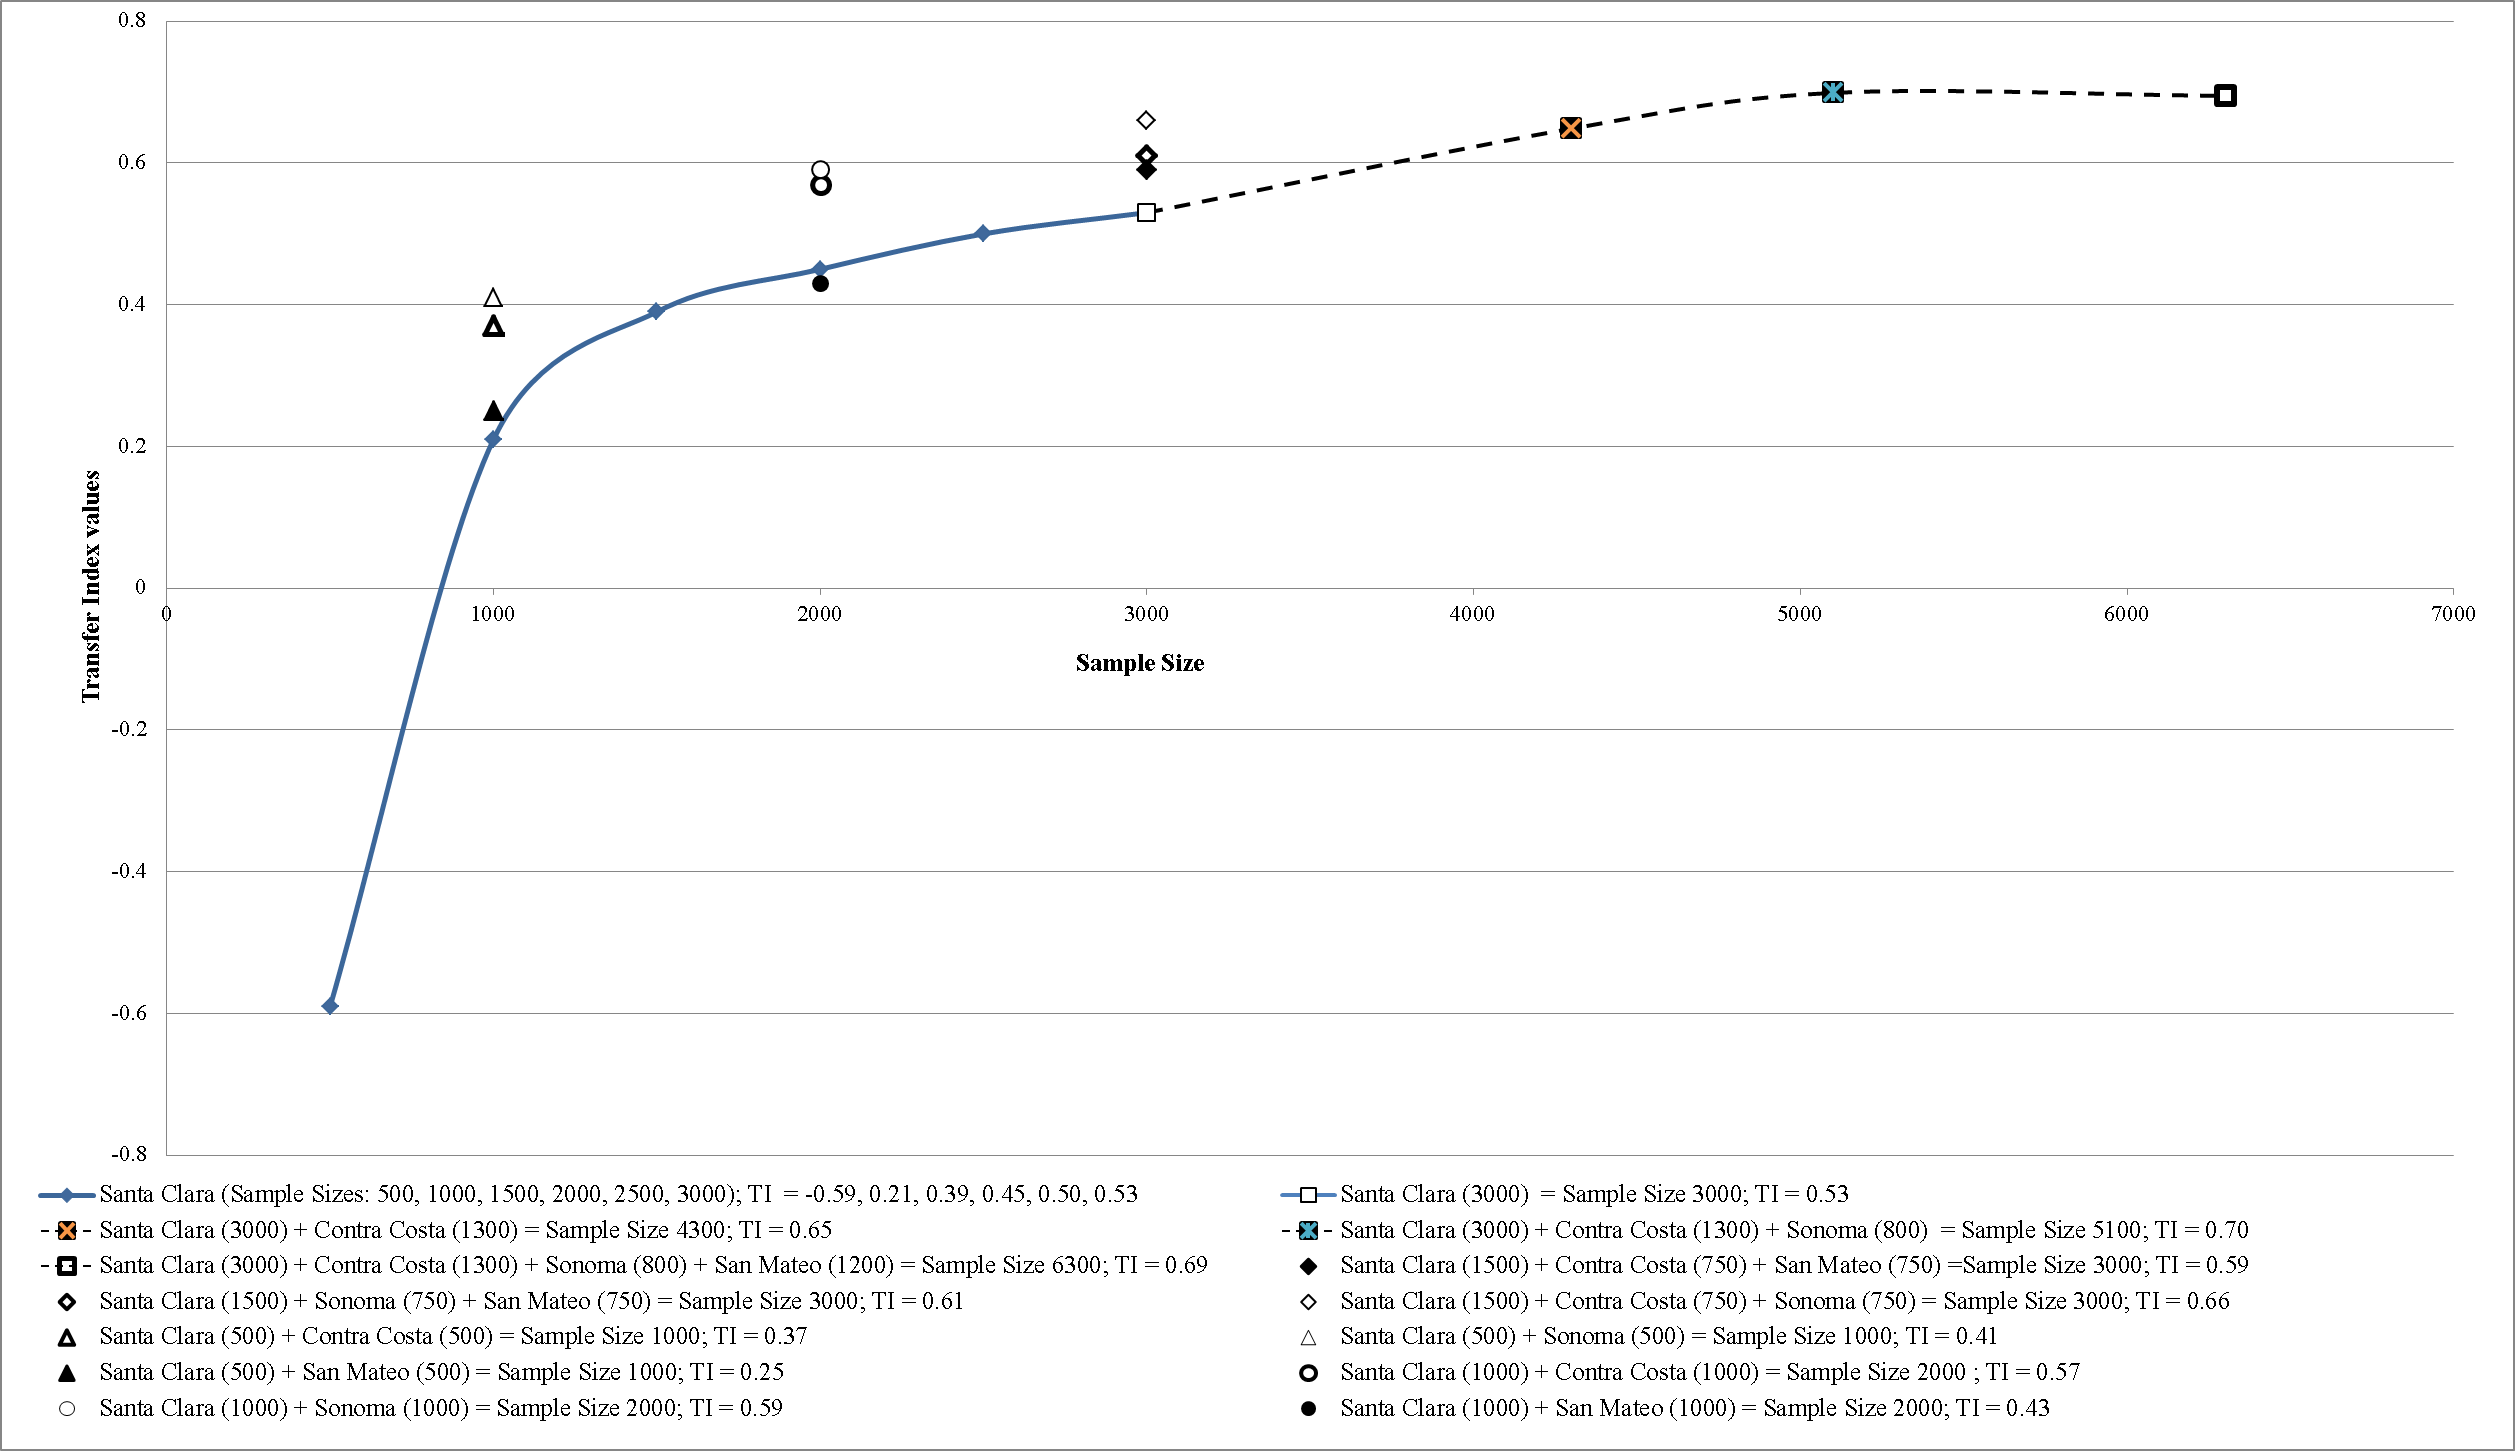 0.8
0.6
0.4
0.2
0
-0.2
-0.4
-0.6
-0.8
Transfer Index values
0 1000 2000 3000 4000 5000 6000 7000
Sample Size
Santa Clara (Sample Sizes: 500, 1000, 1500, 2000, 2500, 3000); TI = -0.59, 0.21, 0.39, 0.45, 0.50, 0.53
Santa Clara (3000) = Sample Size 3000; TI = 0.53
Santa Clara (3000) + Contra Costa (1300) = Sample Size 4300; TI = 0.65
Santa Clara (3000) + Contra Costa (1300) + Sonoma (800) = Sample Size 5100; TI = 0.70
Santa Clara (3000) + Contra Costa (1300) + Sonoma (800) + San Mateo (1200) = Sample Size 6300; TI = 0.69
Santa Clara (1500) + Contra Costa (750) + San Mateo (750) =Sample Size 3000; TI = 0.59
Santa Clara (1500) + Sonoma (750) + San Mateo (750) = Sample Size 3000; TI = 0.61
Santa Clara (1500) + Contra Costa (750) + Sonoma (750) = Sample Size 3000; TI = 0.66
Santa Clara (500) + Contra Costa (500) = Sample Size 1000; TI = 0.37
Santa Clara (500) + Sonoma (500) = Sample Size 1000; TI = 0.41
Santa Clara (500) + San Mateo (500) = Sample Size 1000; TI = 0.25
Santa Clara (1000) + Contra Costa (1000) = Sample Size 2000 ; TI = 0.57
Santa Clara (1000) + Sonoma (1000) = Sample Size 2000; TI = 0.59
Santa Clara (1000) + San Mateo (1000) = Sample Size 2000; TI = 0.43